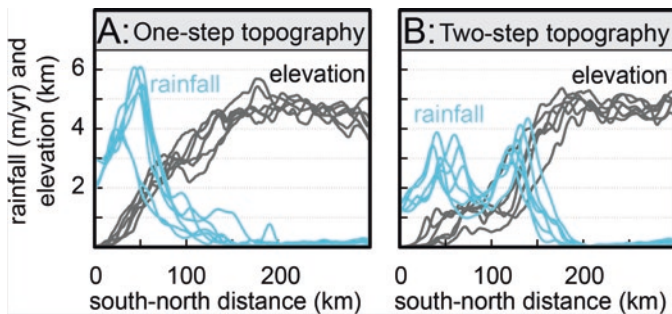 A: One-step topography
B: Two-step topography
rainfall (m/yr) and
elevation (km)
6
4
2
rainfall
elevation
rainfall
elevation
0 100 200
0 100 200
south-north distance (km)
south-north distance (km)